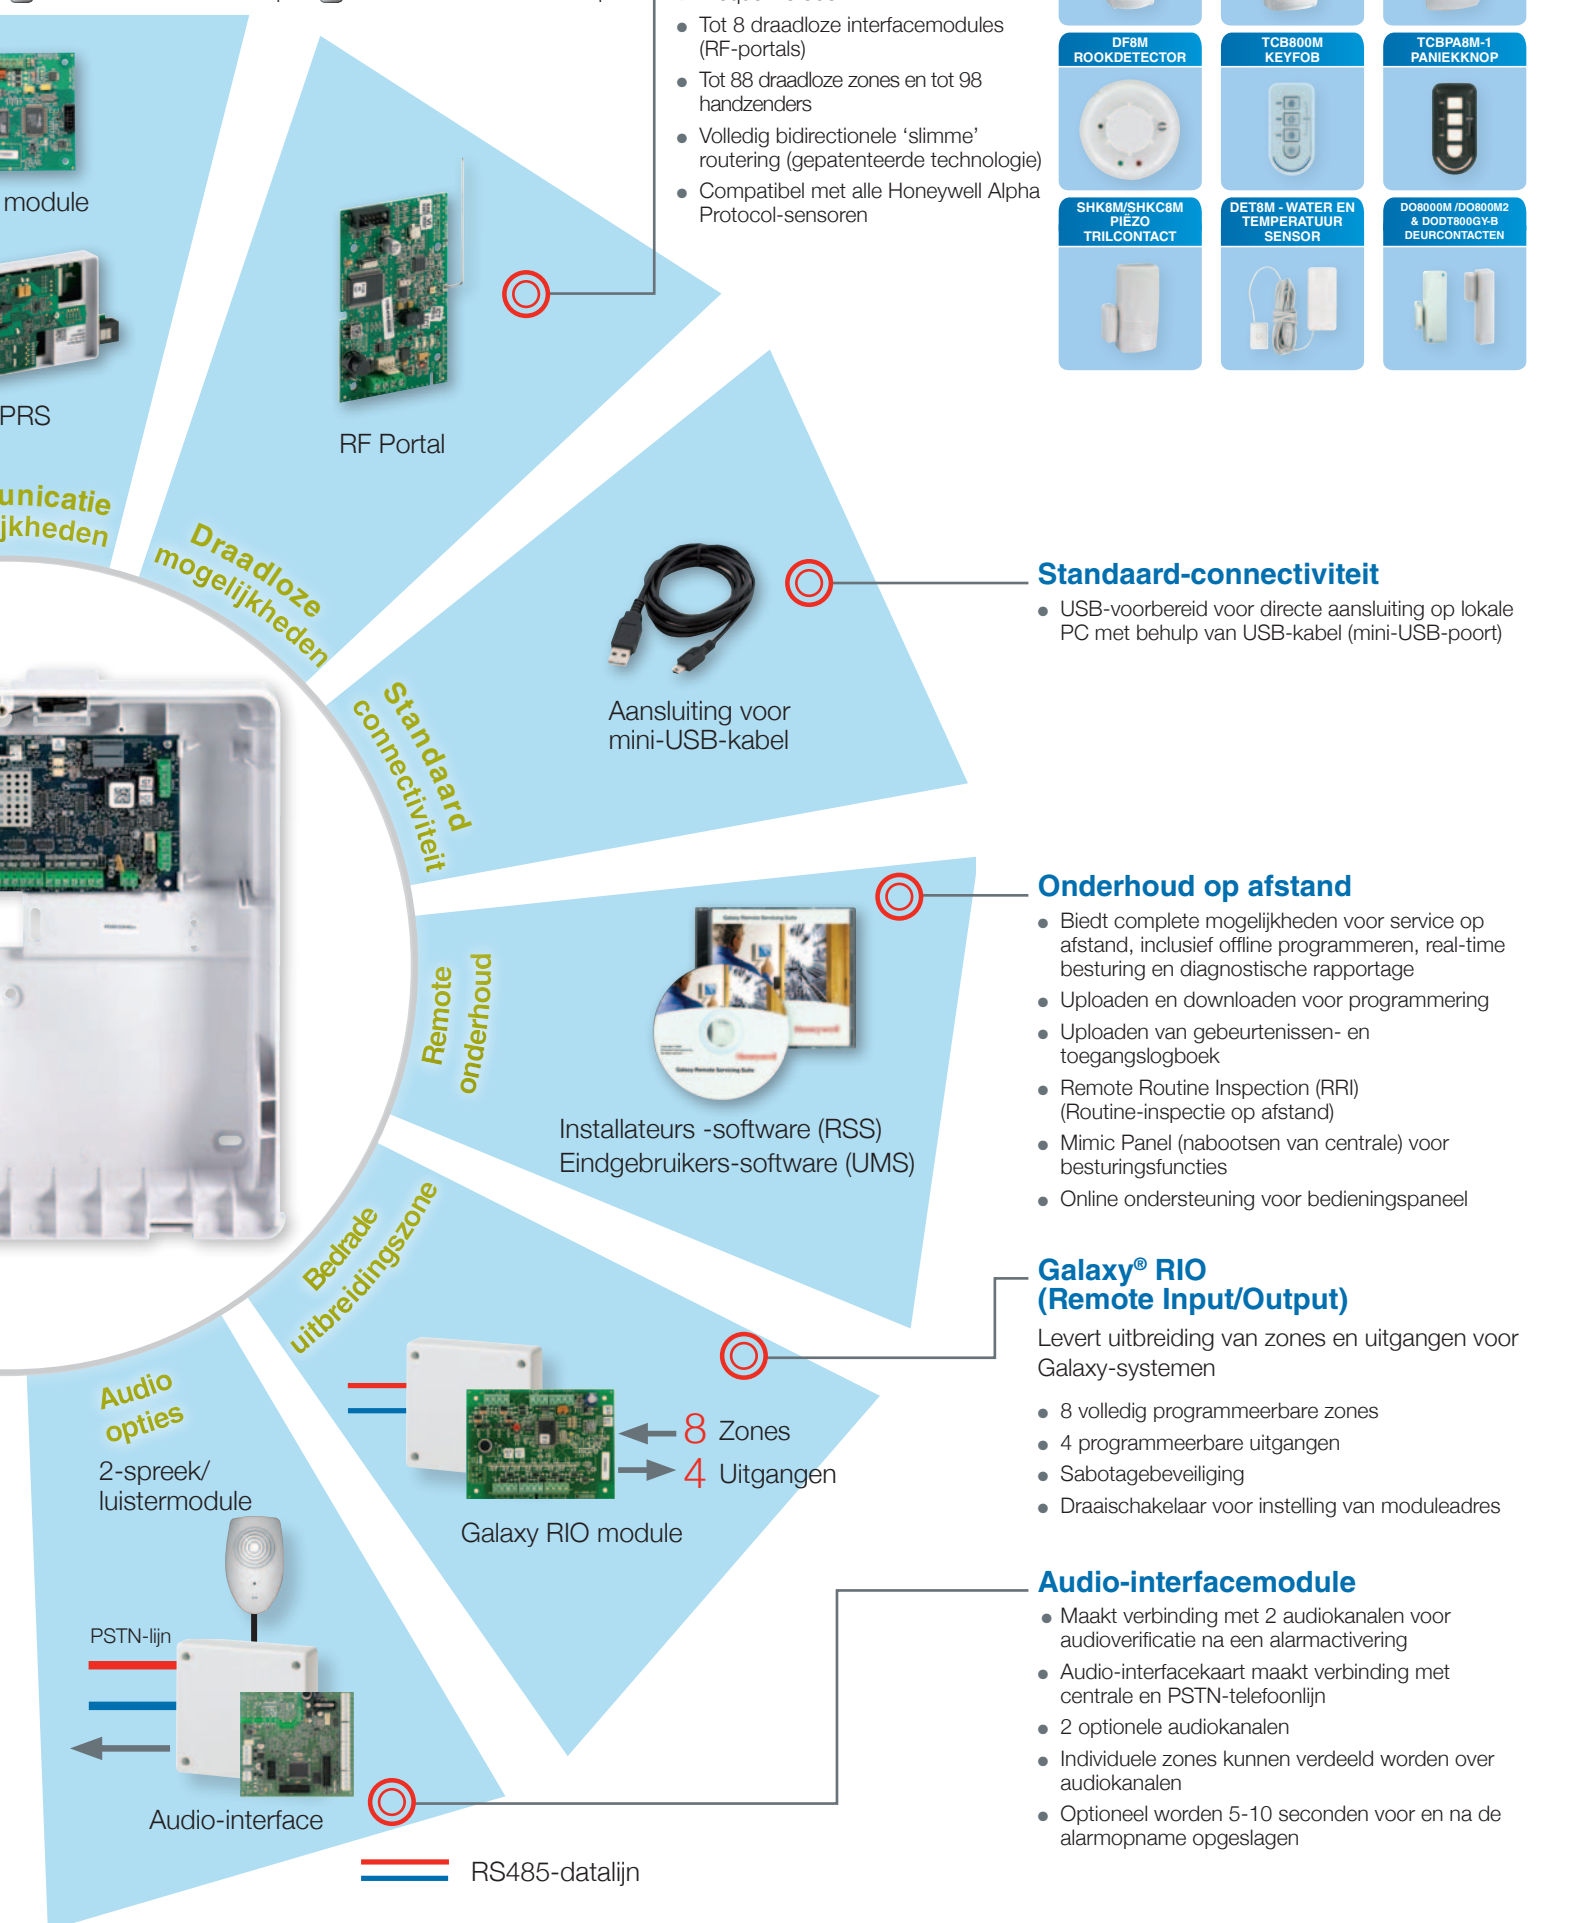 Tot 8 draadloze interfacemodules
(RF-portals)
Tot 88 draadloze zones en tot 98
handzenders
Volledig bidirectionele ‘slimme’
routering (gepatenteerde technologie)
Compatibel met alle Honeywell Alpha
Protocol-sensoren
DF8M
ROOKDETECTOR
TCB800M
KEYFOB
TCBPA8M-1
PANIEKKNOP
SHK8M/SHKC8M
PIËZO
TRILCONTACT
DET8M - WATER EN
TEMPERATUUR
SENSOR
DO8000M /DO800M2
& DODT800GY-B
DEURCONTACTEN
module
PRS
unicatie
jkheden
RF Portal
Draadloze
mogelijkheden
Aansluiting voor
mini-USB-kabel
Standaard
connectiviteit
Standaard-connectiviteit
USB-voorbereid voor directe aansluiting op lokale
PC met behulp van USB-kabel (mini-USB-poort)
Remote
onderhoud
Galaxy Remote Servicing Suite
Honeywell
Honeywell
Galaxy Remote Servicing Suite
Installateurs -software (RSS)
Eindgebruikers-software (UMS)
Onderhoud op afstand
Biedt complete mogelijkheden voor service op
afstand, inclusief offline programmeren, real-time
besturing en diagnostische rapportage
Uploaden en downloaden voor programmering
Uploaden van gebeurtenissen- en
toegangslogboek
Remote Routine Inspection (RRI)
(Routine-inspectie op afstand)
Mimic Panel (nabootsen van centrale) voor
besturingsfuncties
Online ondersteuning voor bedieningspaneel
Bedrade
uitbreidingszone
8 Zones
4 Uitgangen
Galaxy RIO module
Galaxy® RIO
(Remote Input/Output)
Levert uitbreiding van zones en uitgangen voor
Galaxy-systemen
8 volledig programmeerbare zones
4 programmeerbare uitgangen
Sabotagebeveiliging
Draaischakelaar voor instelling van moduleadres
Audio
opties
2-spreek/
luistermodule
PSTN-lijn
Audio-interface
Audio-interfacemodule
Maakt verbinding met 2 audiokanalen voor
audioverificatie na een alarmactivering
Audio-interfacekaart maakt verbinding met
centrale en PSTN-telefoonlijn
2 optionele audiokanalen
Individuele zones kunnen verdeeld worden over
audiokanalen
Optioneel worden 5-10 seconden voor en na de
alarmopname opgeslagen
RS485-datalijn